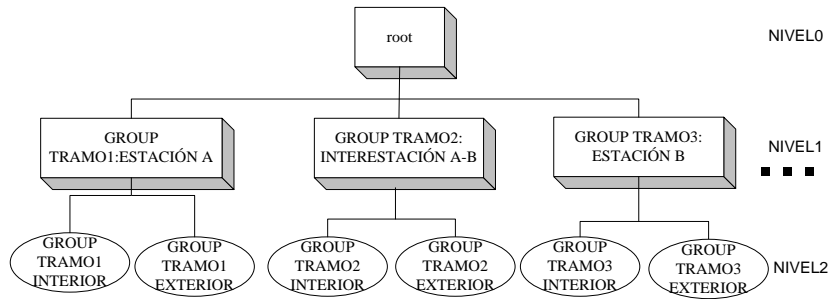 root
NIVEL0
GROUP
TRAMO1:ESTACIÓN A
GROUP TRAMO2:
INTERESTACIÓN A-B
GROUP TRAMO3:
ESTACIÓN B
NIVEL1
GROUP
TRAMO1
INTERIOR
GROUP
TRAMO1
EXTERIOR
GROUP
TRAMO2
INTERIOR
GROUP
TRAMO2
EXTERIOR
GROUP
TRAMO3
INTERIOR
GROUP
TRAMO3
EXTERIOR
NIVEL2